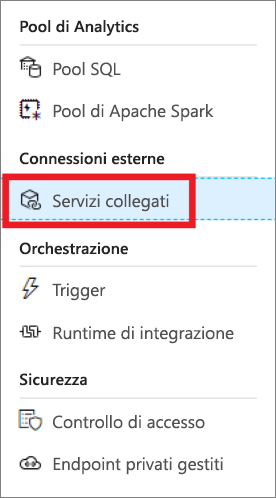 Pool di Analytics
Pool SQL
Pool di Apache Spark
Connessioni esterne
Servizi collegati
Orchestrazione
Trigger
Runtime di integrazione
Sicurezza
Controllo di accesso
Endpoint privati gestiti